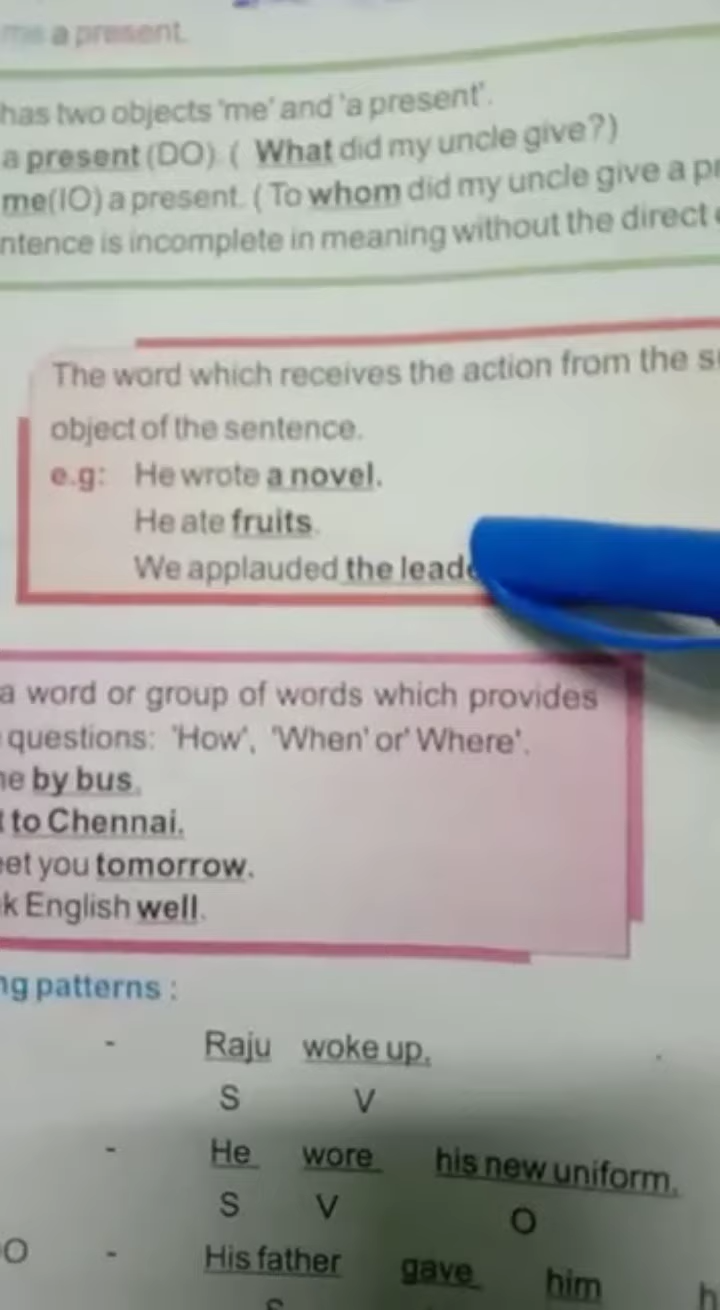 me a present.
has two objects 'me' and 'a present'.
a present (DO) ( What did my uncle give?)
me(IO) a present. ( To whom did my uncle give a
ntence is incomplete in meaning without the direct
The word which receives the action from the
object of the sentence.
e.g: He wrote a novel.
He ate fruits.
We applauded the lead
a word or group of words which provides
questions: 'How', 'When' or' Where'.
by bus.
to Chennai.
eet you tomorrow.
k English well.
ng patterns :
- Raju woke up.
S V
- He wore his new uniform.
S V O
O - His father gave him h
S